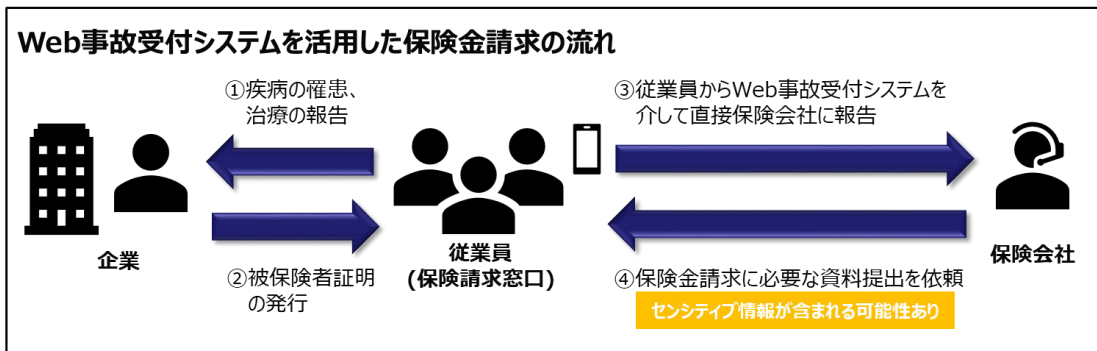 Web事故受付システムを活用した保険金請求の流れ
①疾病の罹患、
治療の報告
③従業員からWeb事故受付システムを
介して直接保険会社に報告
企業
従業員
(保険請求窓口)
保険会社
②被保険者証明
の発行
④保険金請求に必要な資料提出を依頼
センシティブ情報が含まれる可能性あり